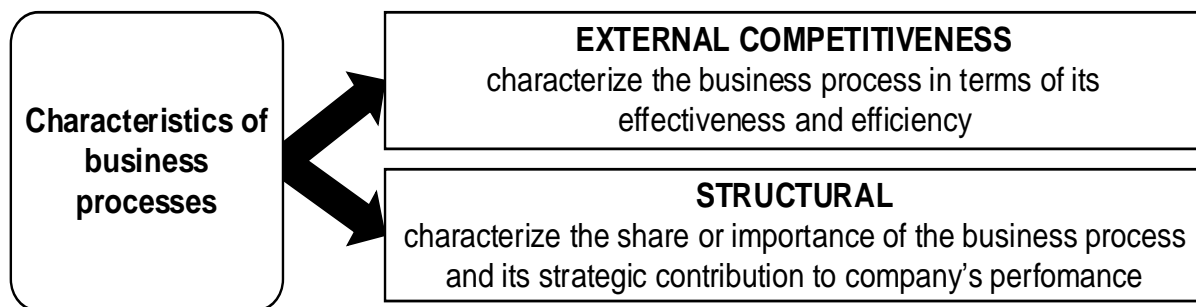 Characteristics of
business
processes
EXTERNAL COMPETITIVENESS
characterize the business process in terms of its
effectiveness and efficiency
STRUCTURAL
characterize the share or importance of the business process
and its strategic contribution to company's perfomance